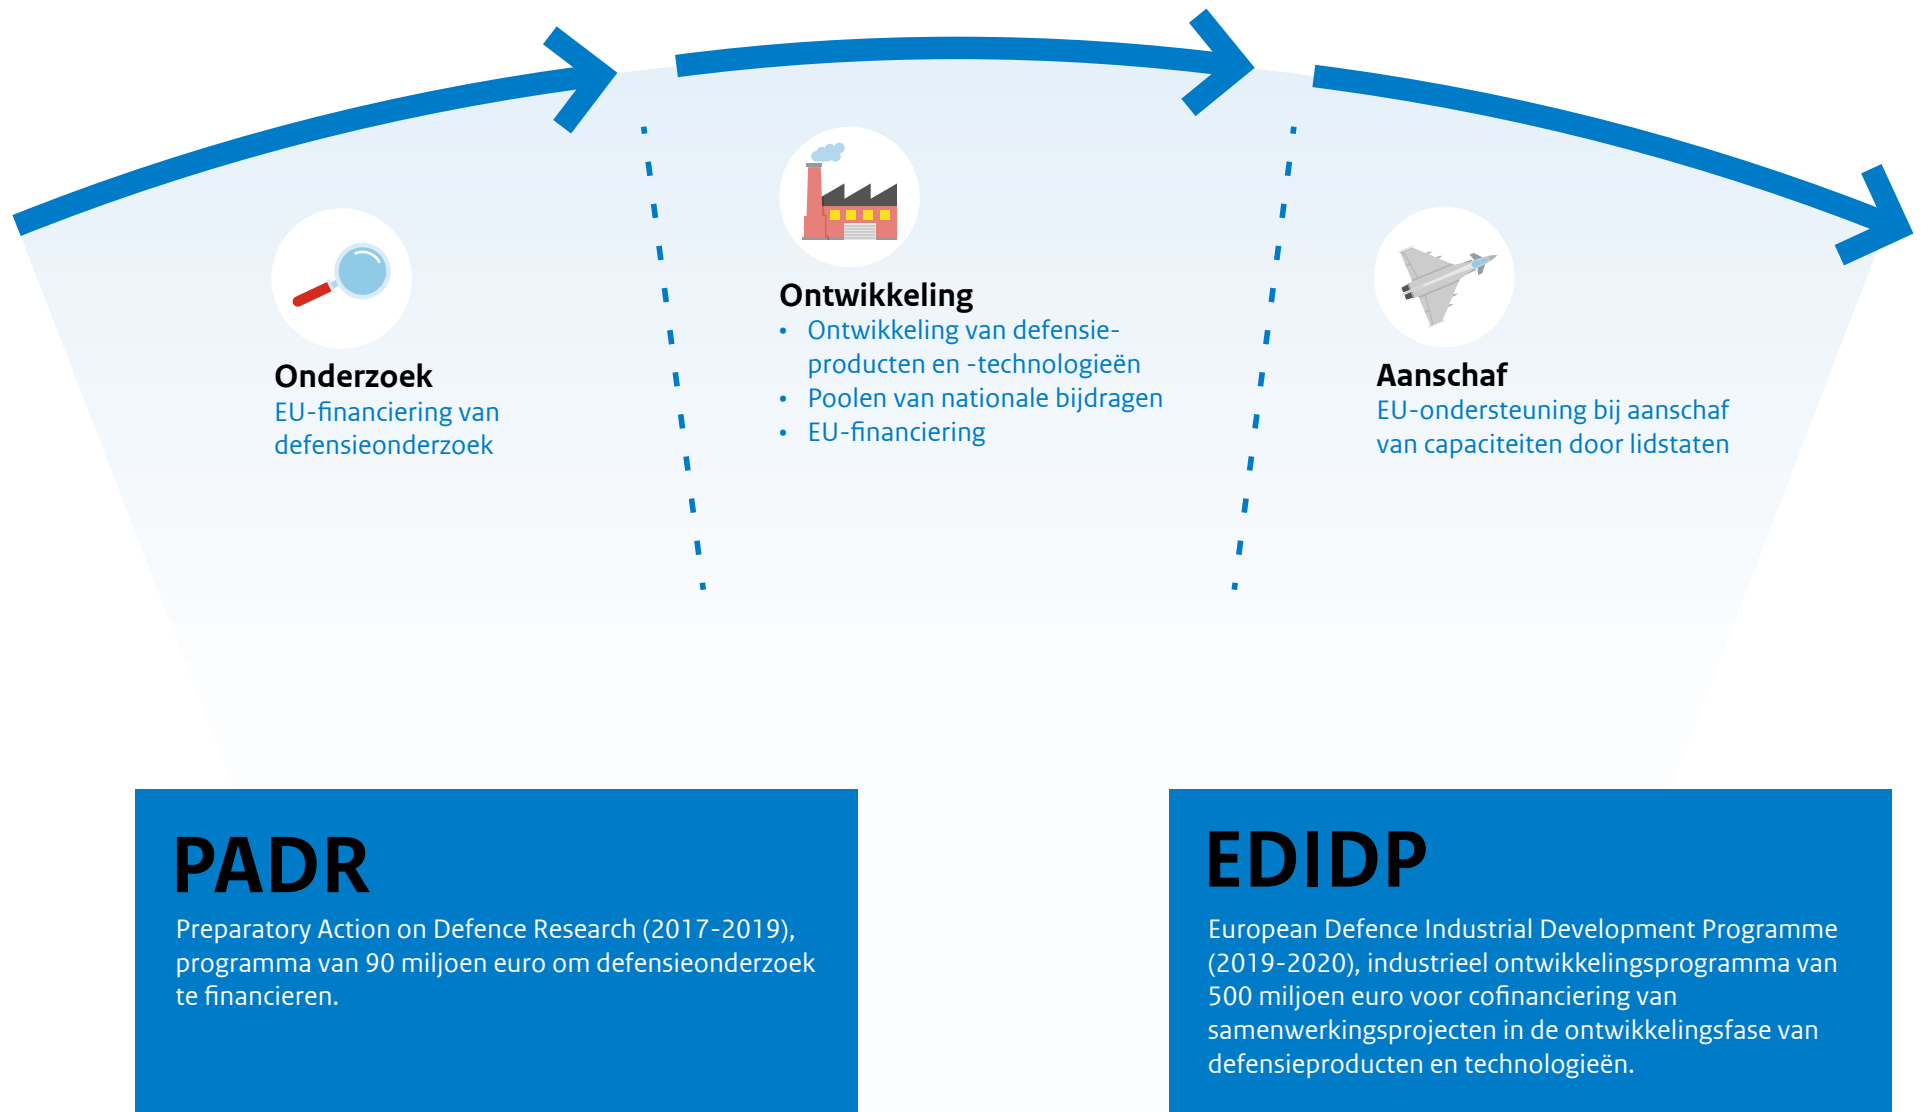 Onderzoek
EU-financiering van
defensieonderzoek
Ontwikkeling
• Ontwikkeling van defensie-
producten en -technologieën
• Poolen van nationale bijdragen
• EU-financiering
Aanschaf
EU-ondersteuning bij aanschaf
van capaciteiten door lidstaten
PADR
Preparatory Action on Defence Research (2017-2019),
programma van 90 miljoen euro om defensieonderzoek
te financieren.
EDIDP
European Defence Industrial Development Programme
(2019-2020), industrieel ontwikkelingsprogramma van
500 miljoen euro voor cofinanciering van
samenwerkingsprojecten in de ontwikkelingsfase van
defensieproducten en technologieën.